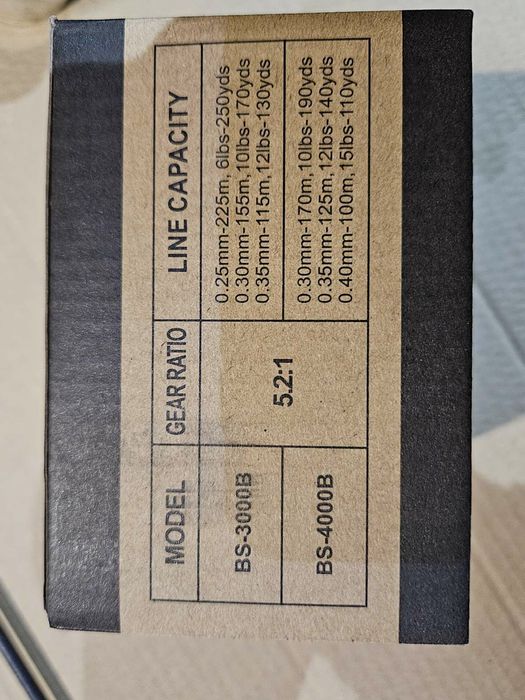 MODEL GEAR RATIO LINE CAPACITY
BS-3000B
5.2:1
0.25mm-225m, 6lbs-250yds
0.30mm-155m,10lbs-170yds
0.35mm-115m,12lbs-130yds
BS-4000B
0.30mm-170m,10lbs-190yds
0.35mm-125m,12lbs-140yds
0.40mm-100m,15lbs-110yds